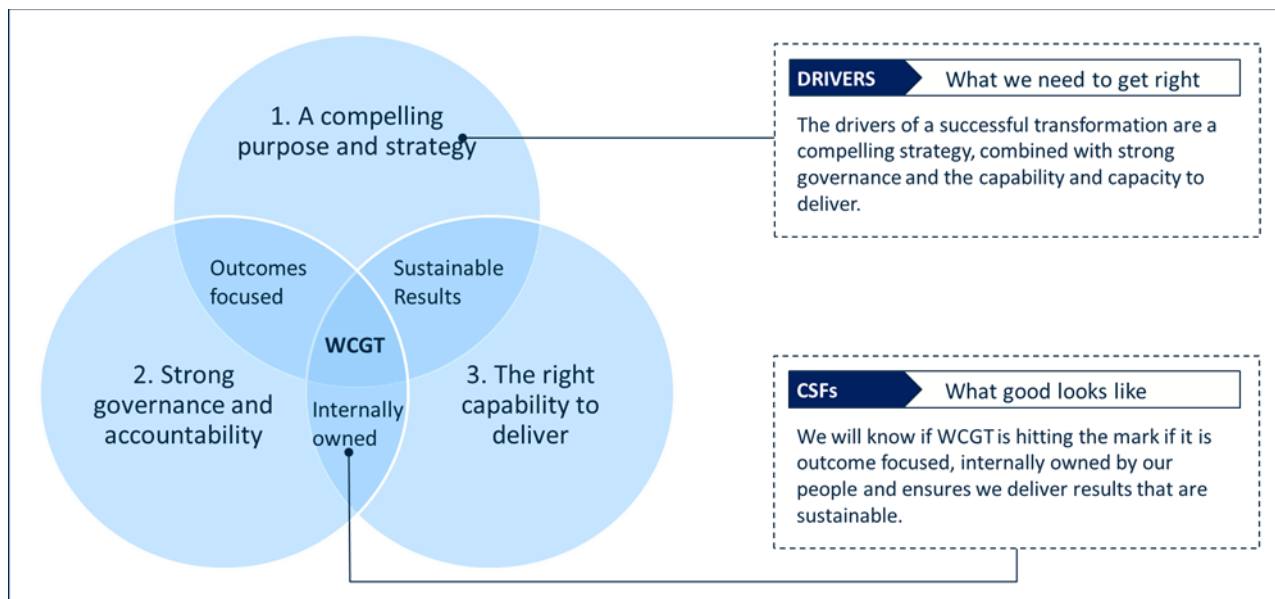 1. A compelling
purpose and strategy
Outcomes
focused
Sustainable
Results
WCGT
2. Strong
governance and
accountability
Internally
owned
3. The right
capability to
deliver
DRIVERS
What we need to get right
The drivers of a successful transformation are a
compelling strategy, combined with strong
governance and the capability and capacity to
deliver.
CSFs
What good looks like
We will know if WCGT is hitting the mark if it is
outcome focused, internally owned by our
people and ensures we deliver results that are
sustainable.